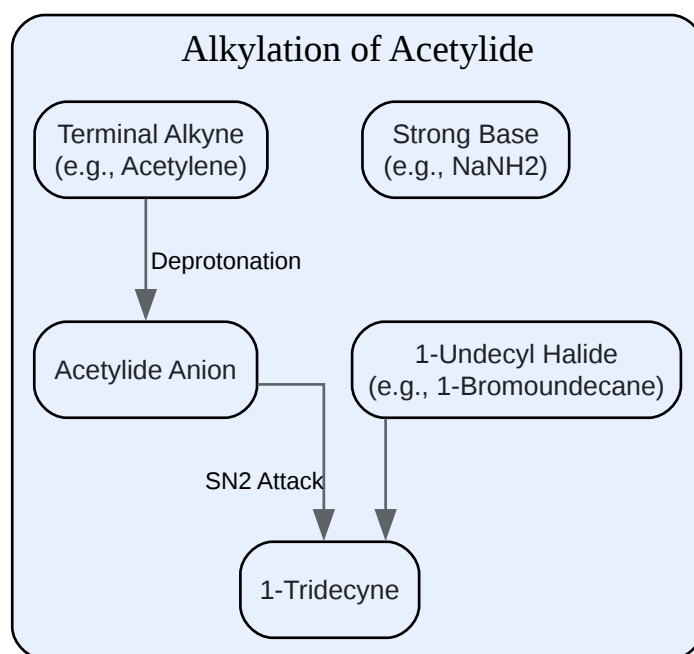 Alkylation of Acetylide
Terminal Alkyne
(e.g., Acetylene)
Strong Base
(e.g., NaNH2)
Deprotonation
Acetylide Anion
1-Undecyl Halide
(e.g., 1-Bromoundecane)
SN2 Attack
1-Tridecyne